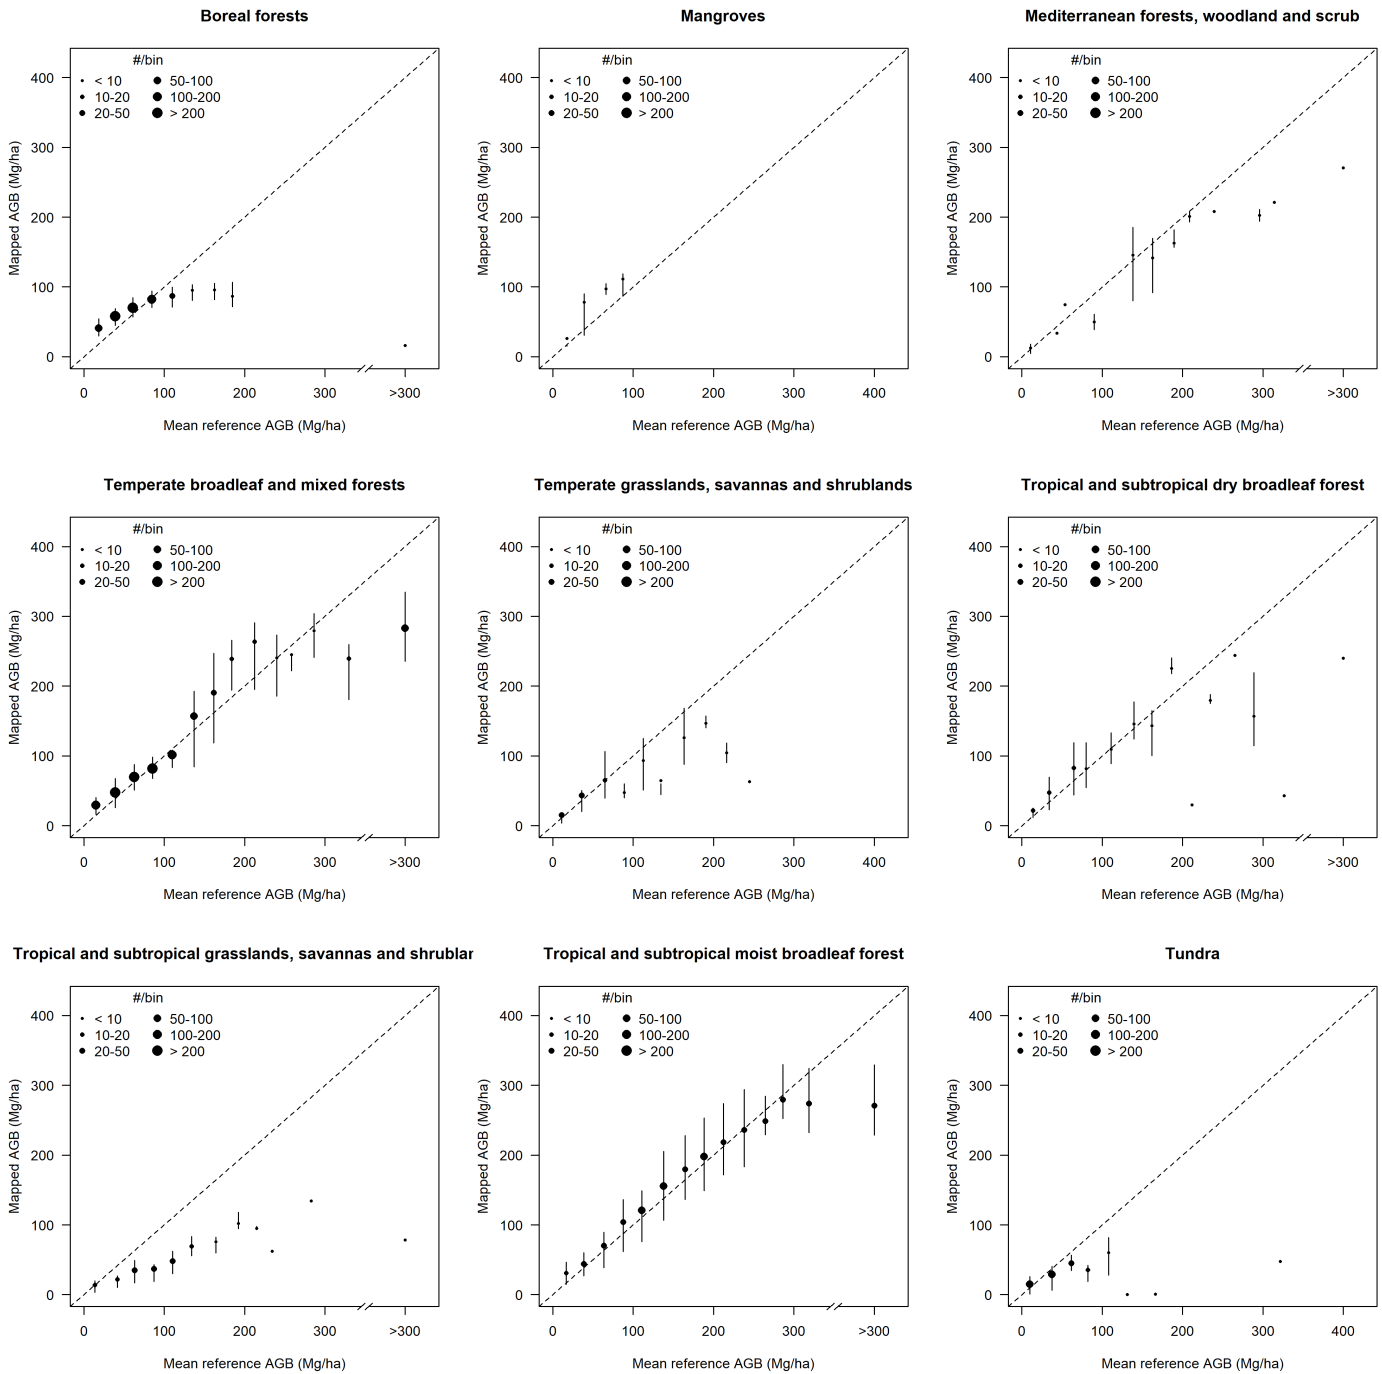 Boreal forests
#/bin
< 10 50-100
10-20 100-200
20-50 > 200
400
300
200
100
0
Mapped AGB (Mg/ha)
0 100 200 >300
Mean reference AGB (Mg/ha)
Mangroves
#/bin
< 10 50-100
10-20 100-200
20-50 > 200
400
300
200
100
0
Mapped AGB (Mg/ha)
0 100 200 300 400
Mean reference AGB (Mg/ha)
Mediterranean forests, woodland and scrub
#/bin
< 10 50-100
10-20 100-200
20-50 > 200
400
300
200
100
0
Mapped AGB (Mg/ha)
0 100 200 300 >300
Mean reference AGB (Mg/ha)
Temperate broadleaf and mixed forests
#/bin
< 10 50-100
10-20 100-200
20-50 > 200
400
300
200
100
0
Mapped AGB (Mg/ha)
0 100 200 300 >300
Mean reference AGB (Mg/ha)
Temperate grasslands, savannas and shrublands
#/bin
< 10 50-100
10-20 100-200
20-50 > 200
400
300
200
100
0
Mapped AGB (Mg/ha)
0 100 200 300 400
Mean reference AGB (Mg/ha)
Tropical and subtropical dry broadleaf forest
#/bin
< 10 50-100
10-20 100-200
20-50 > 200
400
300
200
100
0
Mapped AGB (Mg/ha)
0 100 200 300 >300
Mean reference AGB (Mg/ha)
Tropical and subtropical grasslands, savannas and shrublar
#/bin
< 10 50-100
10-20 100-200
20-50 > 200
400
300
200
100
0
Mapped AGB (Mg/ha)
0 100 200 300 >300
Mean reference AGB (Mg/ha)
Tropical and subtropical moist broadleaf forest
#/bin
< 10 50-100
10-20 100-200
20-50 > 200
400
300
200
100
0
Mapped AGB (Mg/ha)
0 100 200 300 >300
Mean reference AGB (Mg/ha)
Tundra
#/bin
< 10 50-100
10-20 100-200
20-50 > 200
400
300
200
100
0
Mapped AGB (Mg/ha)
0 100 200 300 400
Mean reference AGB (Mg/ha)